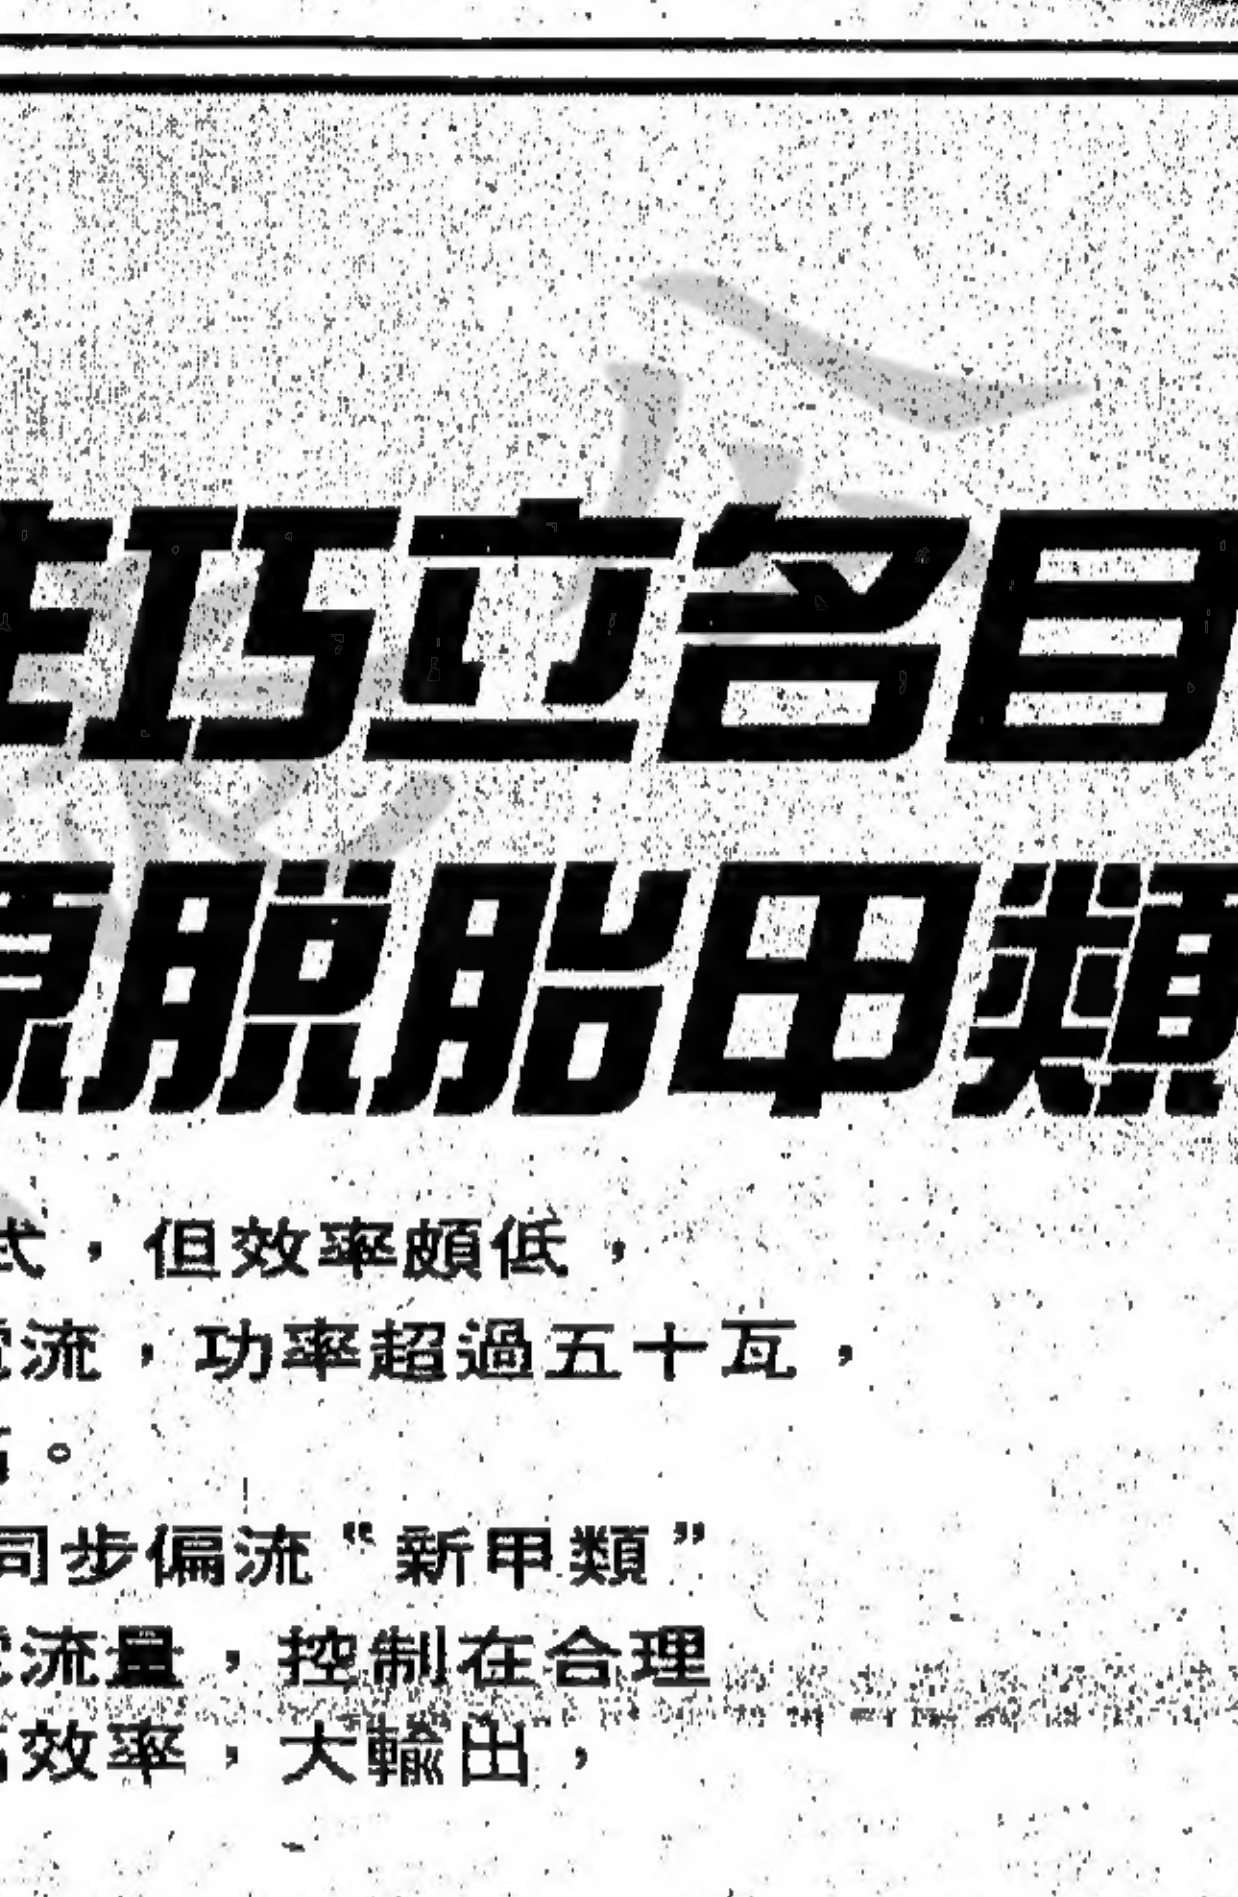 巧立名目
脫胎甲類
式，但效率頗低，
流，功率超過五十瓦，
。
同步偏流“新甲類”
流量，控制在合理
效率，大輸出，